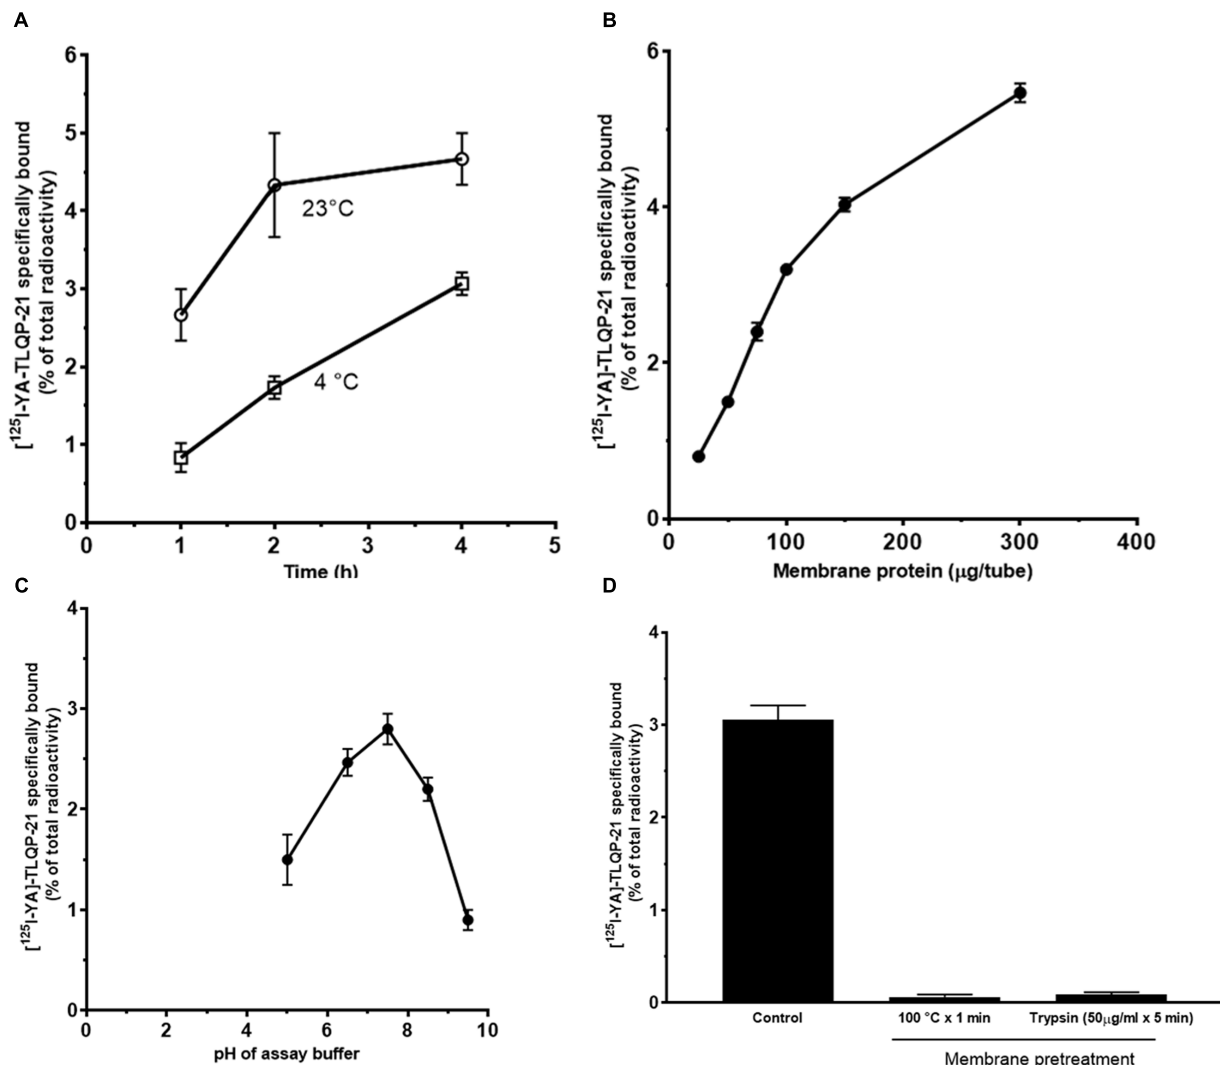 A
[125I-YA-TLQP-21 specifically bound
(% of total radioactivity)
6
5
4
3
2
1
0
23°C
4 °C
0 1 2 3 4 5
Time (h)
B
[125I-YA]-TLQP-21 specifically bound
(% of total radioactivity)
6
4
2
0
0 100 200 300 400
Membrane protein (µg/tube)
C
[125I-YA]-TLQP-21 specifically bound
(% of total radioactivity)
4
3
2
1
0
0 2 4 6 8 10
pH of assay buffer
D
[125I-YA]-TLQP-21 specifically bound
(% of total radioactivity)
4
3
2
1
0
Control 100 °C x 1 min Trypsin (50µg/ml x 5 min)
Membrane pretreatment